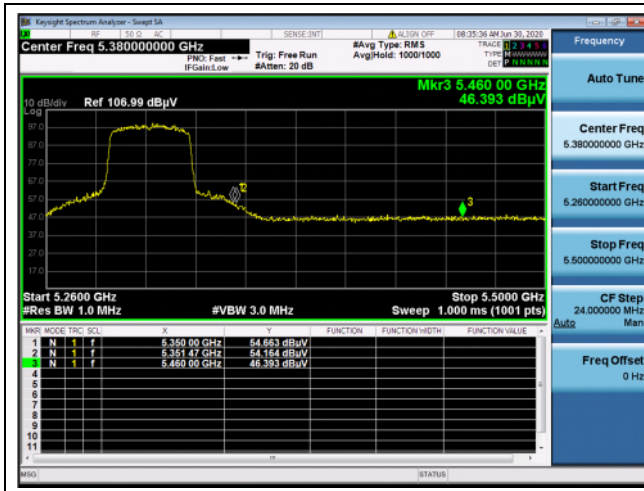 Keysight Spectrum Analyzer - Swept SA
RF 50 Ω AC SENSE:INT ALIGN OFF 08:35:36 AM Jun 30, 2020
Center Freq 5.380000000 GHz
#Avg Type: RMS
TRACE 1 2 3 4 5 6
PNO: Fast Trig: Free Run Avg|Hold: 1000/1000
TYPE M W W W W W
IFGain:Low #Atten: 20 dB
DET P N N N N N
Mkr3 5.460 00 GHz
46.393 dBµV
10 dB/div Ref 106.99 dBµV
Log
97.0
87.0
77.0
67.0
57.0
47.0
37.0
27.0
17.0
1 2
3
Start 5.2600 GHz Stop 5.5000 GHz
#Res BW 1.0 MHz #VBW 3.0 MHz Sweep 1.000 ms (1001 pts)
MKR MODE TRC SCL X Y FUNCTION FUNCTION WIDTH FUNCTION VALUE
1 N 1 f 5.350 00 GHz 54.663 dBµV
2 N 1 f 5.351 47 GHz 54.164 dBµV
3 N 1 f 5.460 00 GHz 46.393 dBµV
4
5
6
7
8
9
10
11
MSG STATUS
Frequency
Auto Tune
Center Freq
5.380000000 GHz
Start Freq
5.260000000 GHz
Stop Freq
5.500000000 GHz
CF Step
24.000000 MHz
Auto Man
Freq Offset
0 Hz